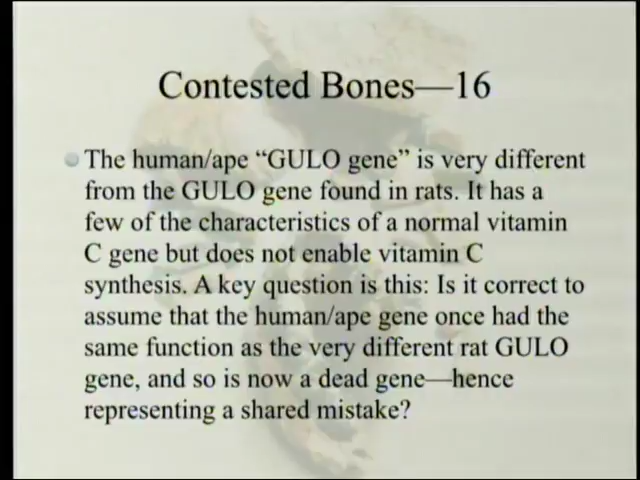 Contested Bones—16
The human/ape “GULO gene” is very different
from the GULO gene found in rats. It has a
few of the characteristics of a normal vitamin
C gene but does not enable vitamin C
synthesis. A key question is this: Is it correct to
assume that the human/ape gene once had the
same function as the very different rat GULO
gene, and so is now a dead gene—hence
representing a shared mistake?